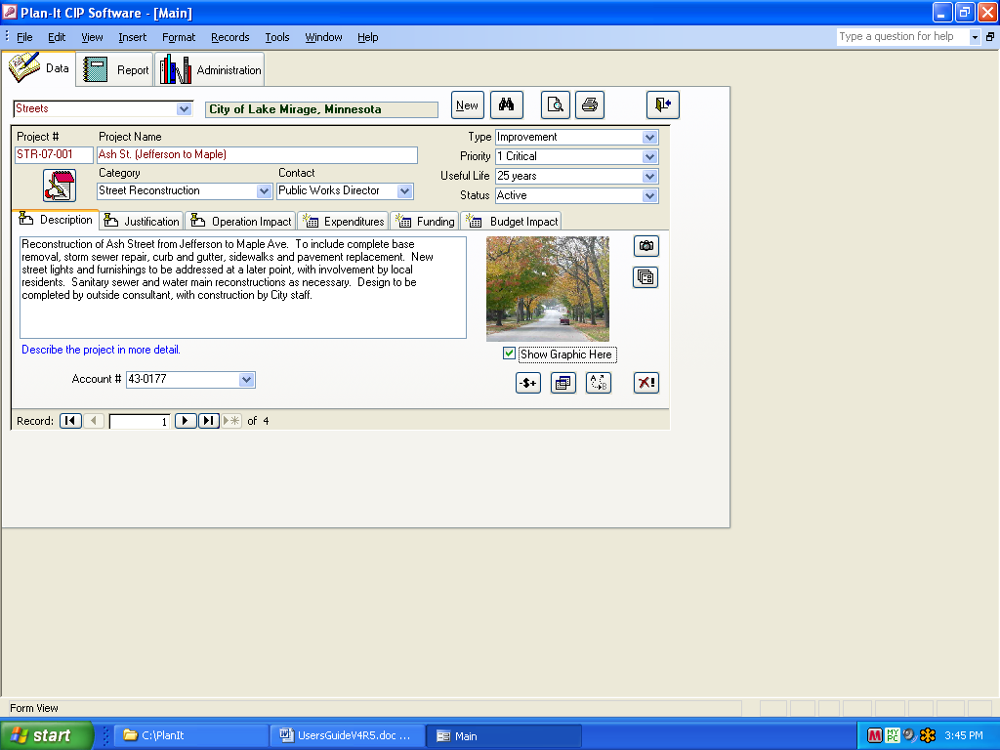 Plan-It CIP Software - [Main]
File Edit View Insert Format Records Tools Window Help
Type a question for help
Data Report Administration
Streets
City of Lake Mirage, Minnesota
New
Project # Project Name
STR-07-001 Ash St. (Jefferson to Maple)
Category Contact
Street Reconstruction Public Works Director
Type Improvement
Priority 1 Critical
Useful Life 25 years
Status Active
Description Justification Operation Impact Expenditures Funding Budget Impact
Reconstruction of Ash Street from Jefferson to Maple Ave. To include complete base
removal, storm sewer repair, curb and gutter, sidewalks and pavement replacement. New
street lights and furnishings to be addressed at a later point, with involvement by local
residents. Sanitary sewer and water main reconstructions as necessary. Design to be
completed by outside consultant, with construction by City staff.
Describe the project in more detail.
Show Graphic Here
Account # 43-0177
-$+
A B
X!
Record: 1 of 4
Form View
start C:\PlanIt UsersGuideV4R5.doc ... Main
M MY PC 3:45 PM